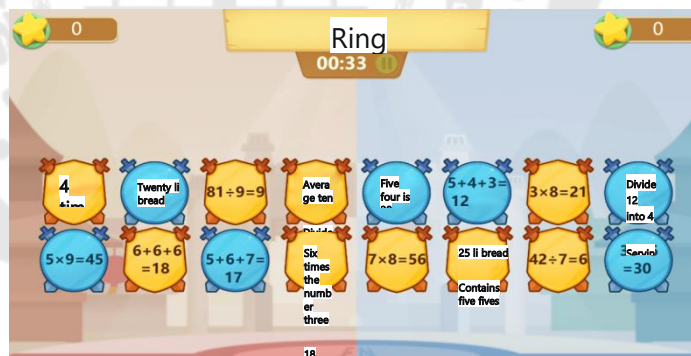 0
Ring
0
00:33
4
Twenty li
bread
81÷9=9
Avera
ge ten
Five
four is
5+4+3=
12
3×8=21
Divide
12
into 4
5×9=45
6+6+6
=18
5+6+7=
17
Six
times
the
numb
er
three
18
7×8=56
25 li bread
Contains
five fives
42÷7=6
=30